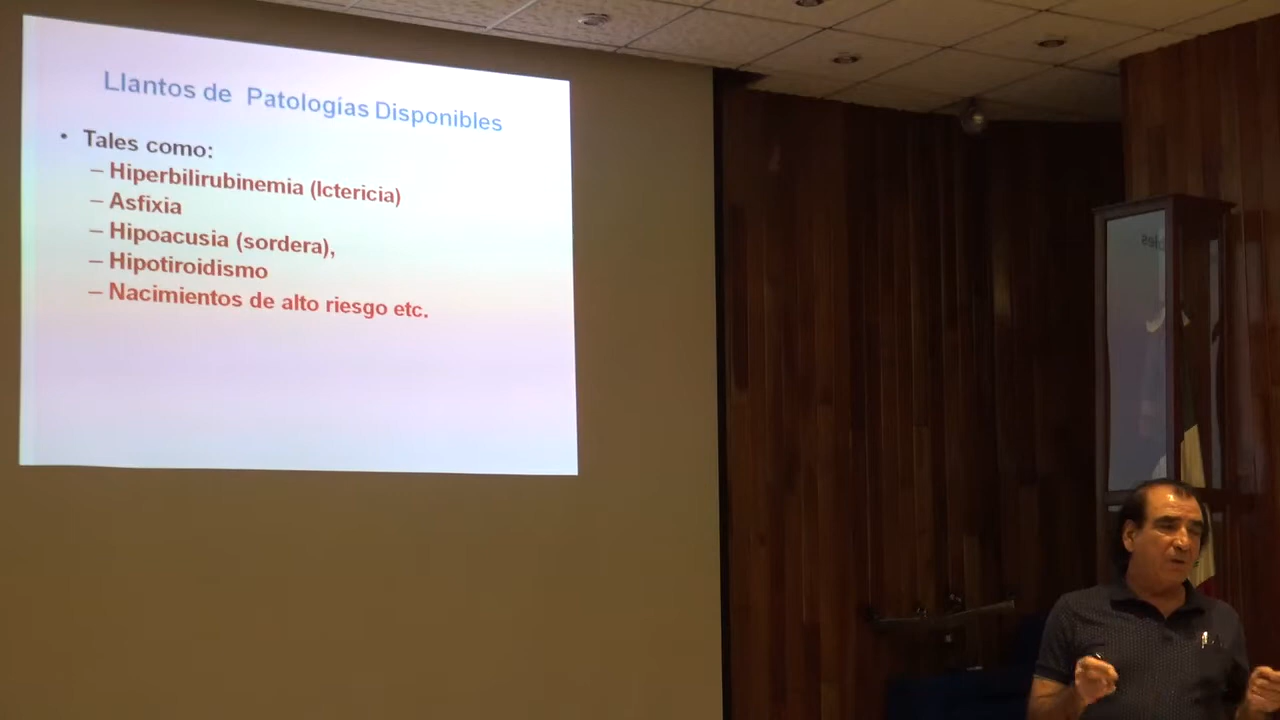 Llantos de Patologías Disponibles
• Tales como:
– Hiperbilirubinemia (Ictericia)
– Asfixia
– Hipoacusia (sordera),
– Hipotiroidismo
– Nacimientos de alto riesgo etc.